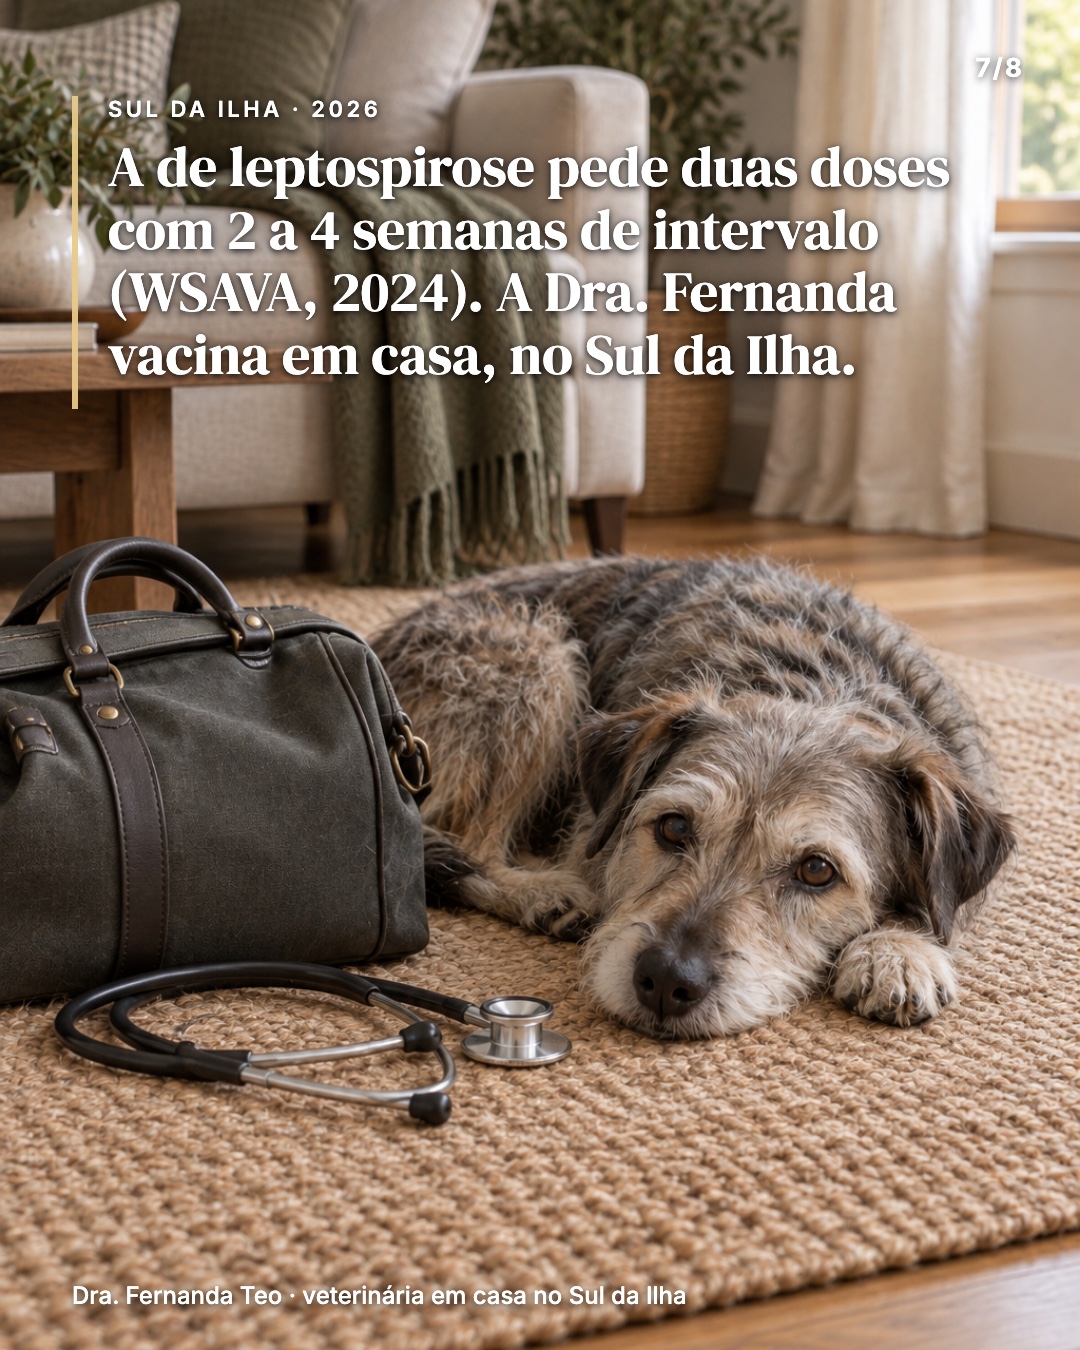 7/8
SUL DA ILHA · 2026
A de leptospirose pede duas doses
com 2 a 4 semanas de intervalo
(WSAVA, 2024). A Dra. Fernanda
vacina em casa, no Sul da Ilha.
Dra. Fernanda Teo · veterinária em casa no Sul da Ilha